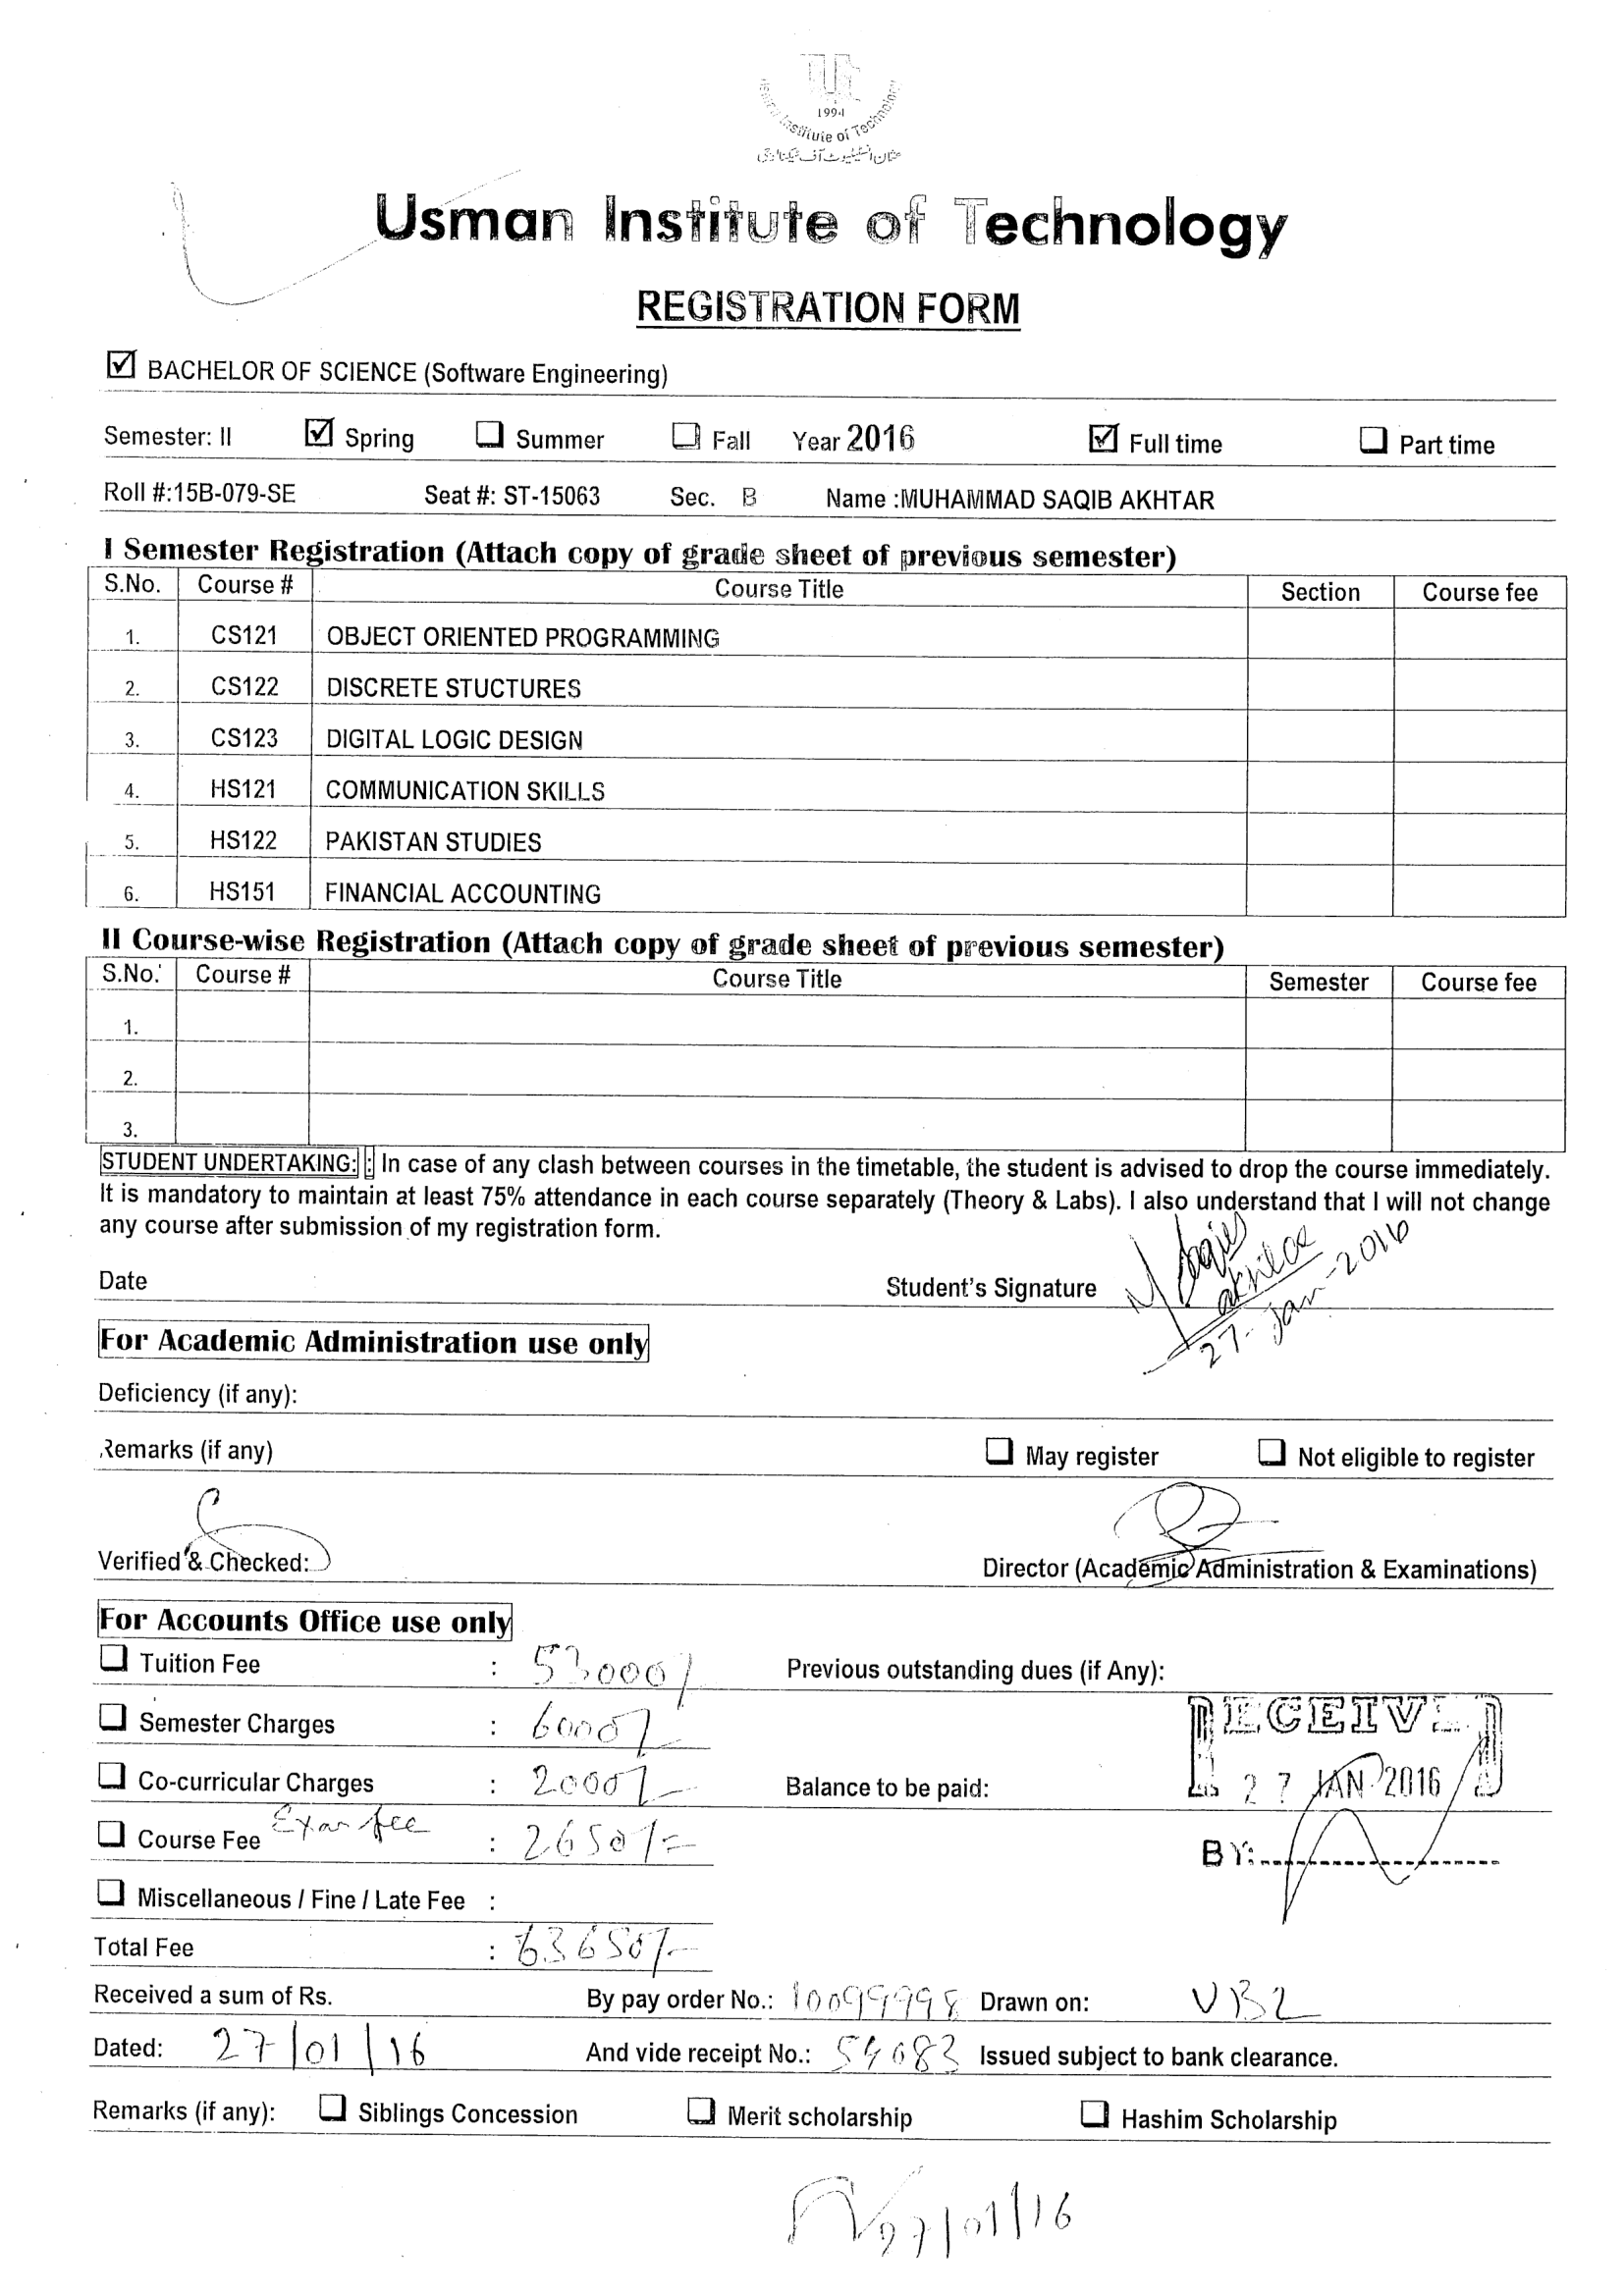 1994
Usman Institute of Technology
عثمان انسٹیٹیوٹ آف ٹیکنالوجی
Usman Institute of Technology
REGISTRATION FORM
☑ BACHELOR OF SCIENCE (Software Engineering)
Semester: II ☑ Spring ☐ Summer ☐ Fall Year 2016 ☑ Full time ☐ Part time
Roll #:15B-079-SE Seat #: ST-15063 Sec. B Name :MUHAMMAD SAQIB AKHTAR
I Semester Registration (Attach copy of grade sheet of previous semester)
S.No. Course # Course Title Section Course fee
1. CS121 OBJECT ORIENTED PROGRAMMING
2. CS122 DISCRETE STUCTURES
3. CS123 DIGITAL LOGIC DESIGN
4. HS121 COMMUNICATION SKILLS
5. HS122 PAKISTAN STUDIES
6. HS151 FINANCIAL ACCOUNTING
II Course-wise Registration (Attach copy of grade sheet of previous semester)
S.No. Course # Course Title Semester Course fee
1.
2.
3.
STUDENT UNDERTAKING: : In case of any clash between courses in the timetable, the student is advised to drop the course immediately.
It is mandatory to maintain at least 75% attendance in each course separately (Theory & Labs). I also understand that I will not change
any course after submission of my registration form.
Date Student's Signature
27-Jan-2016
For Academic Administration use only
Deficiency (if any):
Remarks (if any) ☐ May register ☐ Not eligible to register
Verified & Checked: Director (Academic Administration & Examinations)
For Accounts Office use only
☐ Tuition Fee : 53000/ Previous outstanding dues (if Any):
☐ Semester Charges : 6000/- RECEIVED
☐ Co-curricular Charges : 2000/- Balance to be paid: 27 JAN 2016
☐ Course Fee Exam fee : 2650/= BY:
☐ Miscellaneous / Fine / Late Fee :
Total Fee : 63650/-
Received a sum of Rs. By pay order No.: 10099998 Drawn on: UBL
Dated: 27/01/16 And vide receipt No.: 54083 Issued subject to bank clearance.
Remarks (if any): ☐ Siblings Concession ☐ Merit scholarship ☐ Hashim Scholarship
27/01/16